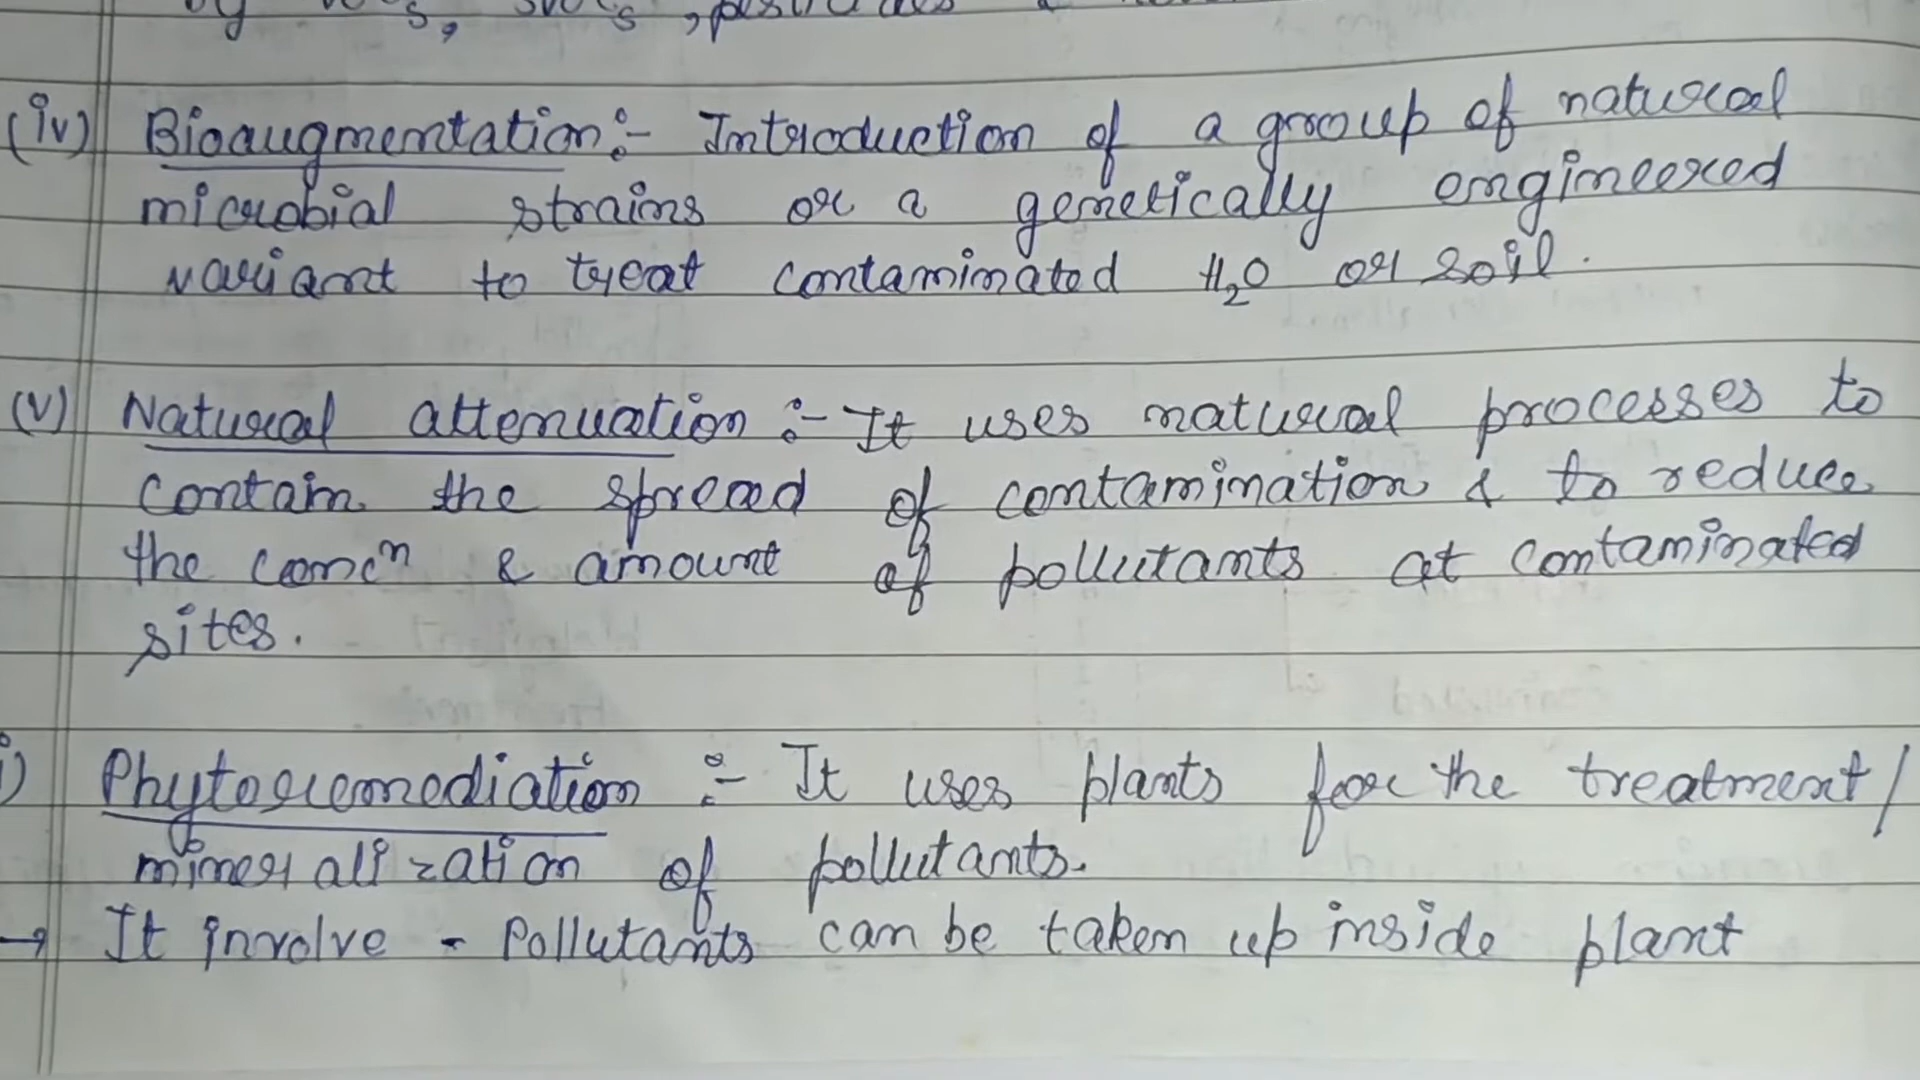 (iv) Bioaugmentation :- Introduction of a group of natural
microbial strains or a genetically engineered
variant to treat contaminated H₂O or soil.
(v) Natural attenuation :- It uses natural processes to
contain the spread of contamination & to reduce
the concⁿ & amount of pollutants at contaminated
sites.
i) Phytoremediation :- It uses plants for the treatment/
mineralization of pollutants.
→ It involve - Pollutants can be taken up inside plant